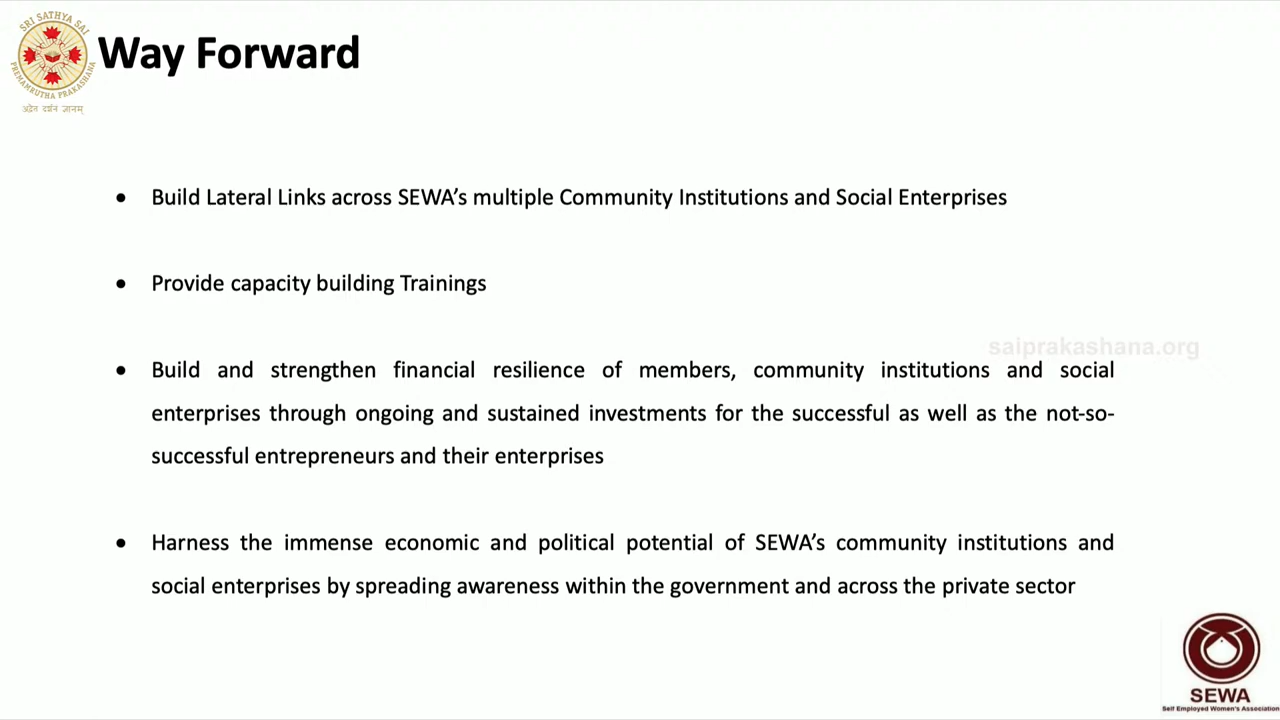 SRI SATHYA SAI
PREMAMRUTHA PRAKASHANA
अद्वैत दर्शनं ज्ञानम्
Way Forward
• Build Lateral Links across SEWA’s multiple Community Institutions and Social Enterprises
• Provide capacity building Trainings
saiprakashana.org
• Build and strengthen financial resilience of members, community institutions and social
enterprises through ongoing and sustained investments for the successful as well as the not-so-
successful entrepreneurs and their enterprises
• Harness the immense economic and political potential of SEWA’s community institutions and
social enterprises by spreading awareness within the government and across the private sector
SEWA
Self Employed Women's Association